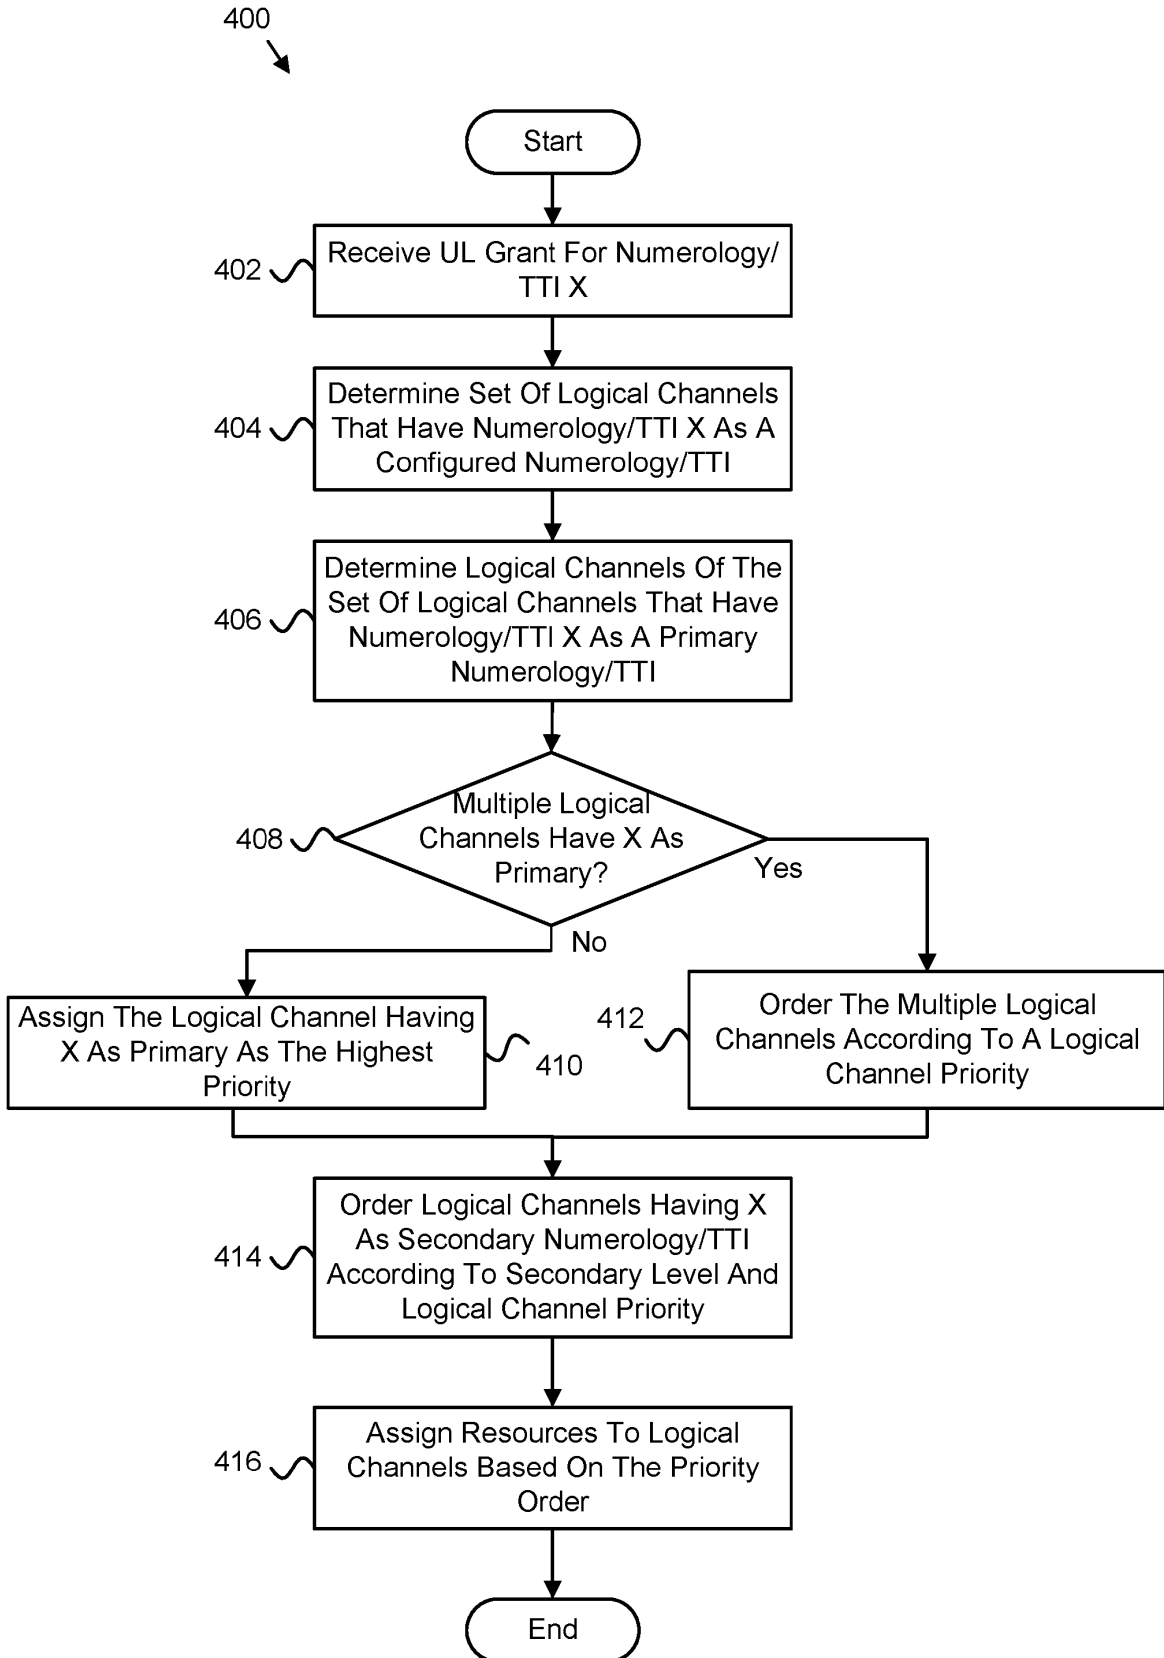 400
Start
402
Receive UL Grant For Numerology/
TTI X
404
Determine Set Of Logical Channels
That Have Numerology/TTI X As A
Configured Numerology/TTI
406
Determine Logical Channels Of The
Set Of Logical Channels That Have
Numerology/TTI X As A Primary
Numerology/TTI
408
Multiple Logical
Channels Have X As
Primary?
Yes
No
Assign The Logical Channel Having
X As Primary As The Highest
Priority
410
412
Order The Multiple Logical
Channels According To A Logical
Channel Priority
414
Order Logical Channels Having X
As Secondary Numerology/TTI
According To Secondary Level And
Logical Channel Priority
416
Assign Resources To Logical
Channels Based On The Priority
Order
End